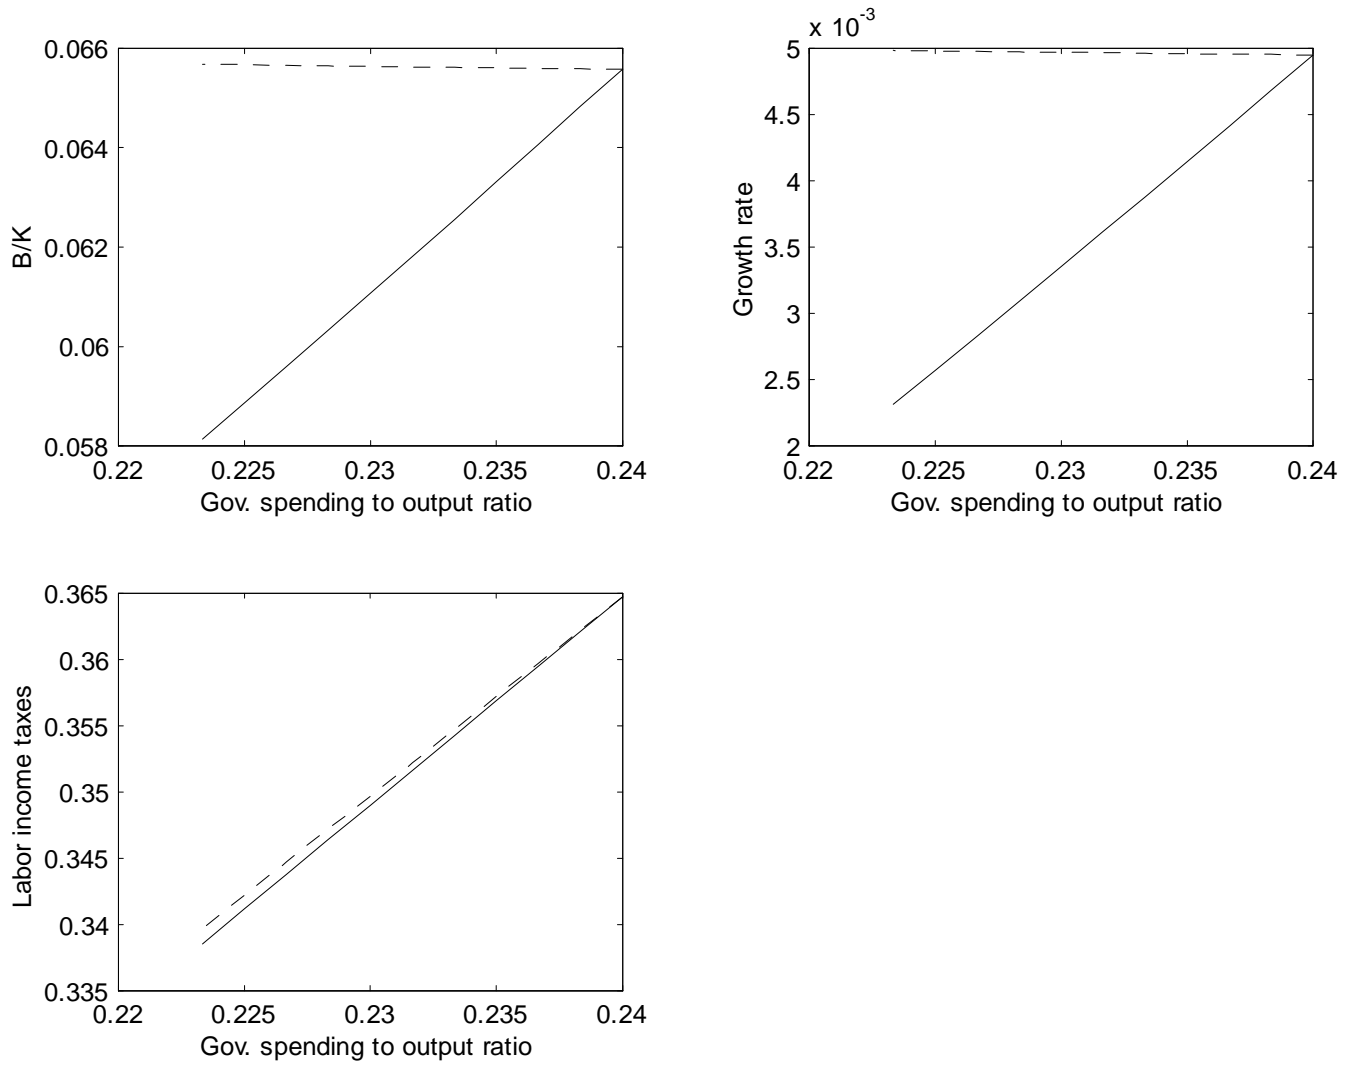 0.066
0.064
0.062
0.06
0.058
B/K
0.22 0.225 0.23 0.235 0.24
Gov. spending to output ratio
x 10-3
5
4.5
4
3.5
3
2.5
2
Growth rate
0.22 0.225 0.23 0.235 0.24
Gov. spending to output ratio
0.365
0.36
0.355
0.35
0.345
0.34
0.335
Labor income taxes
0.22 0.225 0.23 0.235 0.24
Gov. spending to output ratio